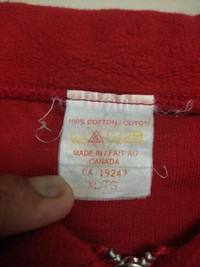 100% COTTON / COTON
MADE IN / FAIT AU
CANADA
CA 19247
XL-TG